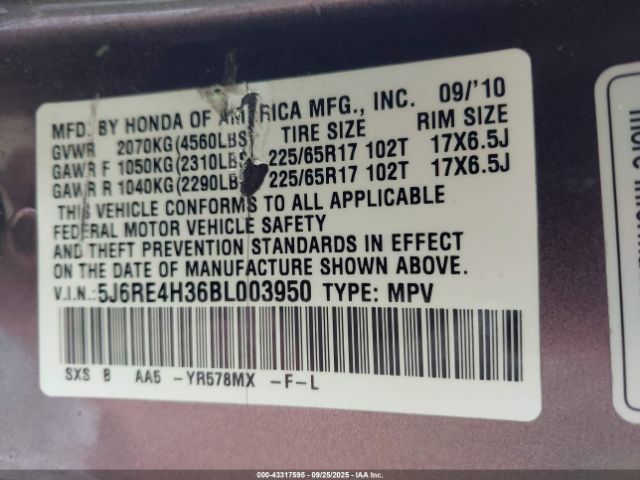 MFD. BY HONDA OF AMERICA MFG., INC. 09/'10
GVWR 2070KG(4560LBS) TIRE SIZE RIM SIZE
GAWR F 1050KG(2310LBS) 225/65R17 102T 17X6.5J
GAWR R 1040KG(2290LBS) 225/65R17 102T 17X6.5J
THIS VEHICLE CONFORMS TO ALL APPLICABLE
FEDERAL MOTOR VEHICLE SAFETY
AND THEFT PREVENTION STANDARDS IN EFFECT
ON THE DATE OF MANUFACTURE SHOWN ABOVE.
V.I.N.:5J6RE4H36BL003950 TYPE: MPV
SXS B AA5 -YR578MX -F-L
000-43317595 - 09/25/2025 - IAAI.COM